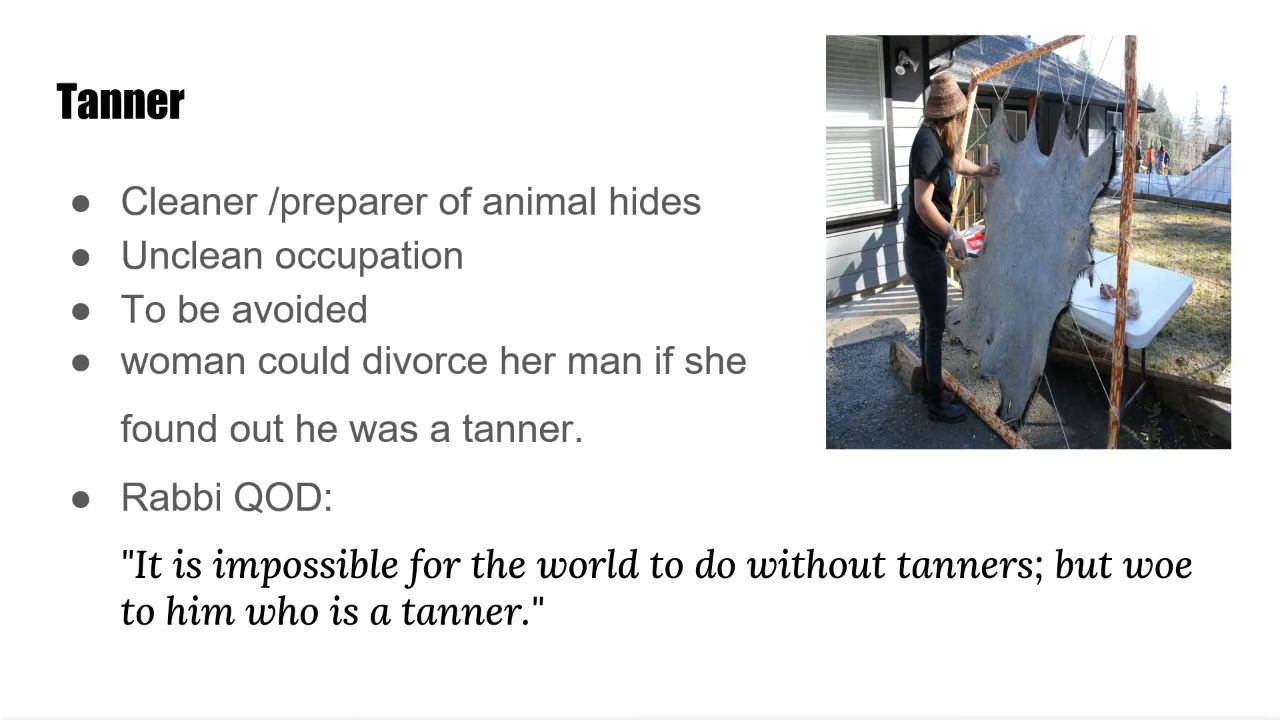 Tanner
● Cleaner /preparer of animal hides
● Unclean occupation
● To be avoided
● woman could divorce her man if she
found out he was a tanner.
● Rabbi QOD:
"It is impossible for the world to do without tanners; but woe
to him who is a tanner."